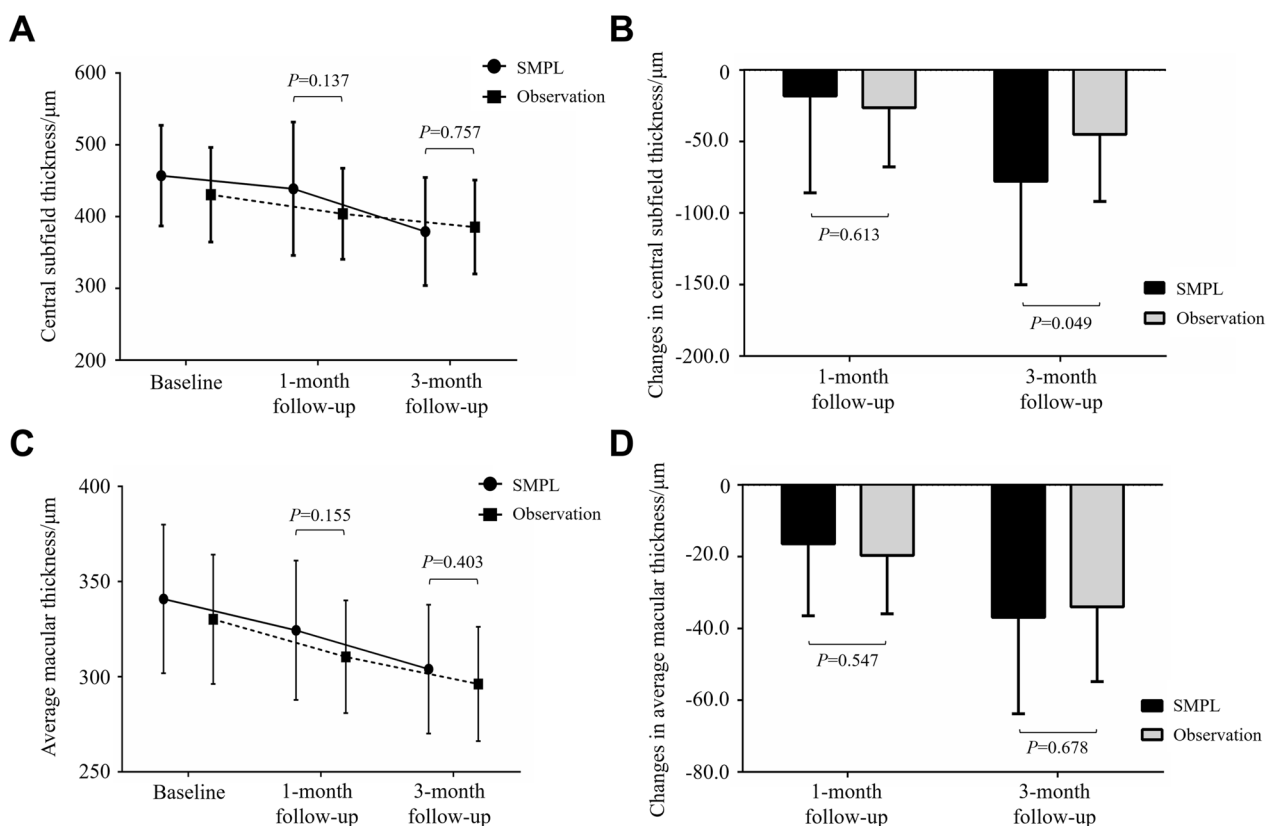 A
Central subfield thickness/μm
600
500
400
300
200
P=0.137
P=0.757
SMPL
Observation
Baseline
1-month
follow-up
3-month
follow-up
B
Changes in central subfield thickness/μm
0
-50.0
-100.0
-150.0
-200.0
P=0.613
P=0.049
SMPL
Observation
1-month
follow-up
3-month
follow-up
C
Average macular thickness/μm
400
350
300
250
P=0.155
P=0.403
SMPL
Observation
Baseline
1-month
follow-up
3-month
follow-up
D
Changes in average macular thickness/μm
0
-20.0
-40.0
-60.0
-80.0
P=0.547
P=0.678
SMPL
Observation
1-month
follow-up
3-month
follow-up